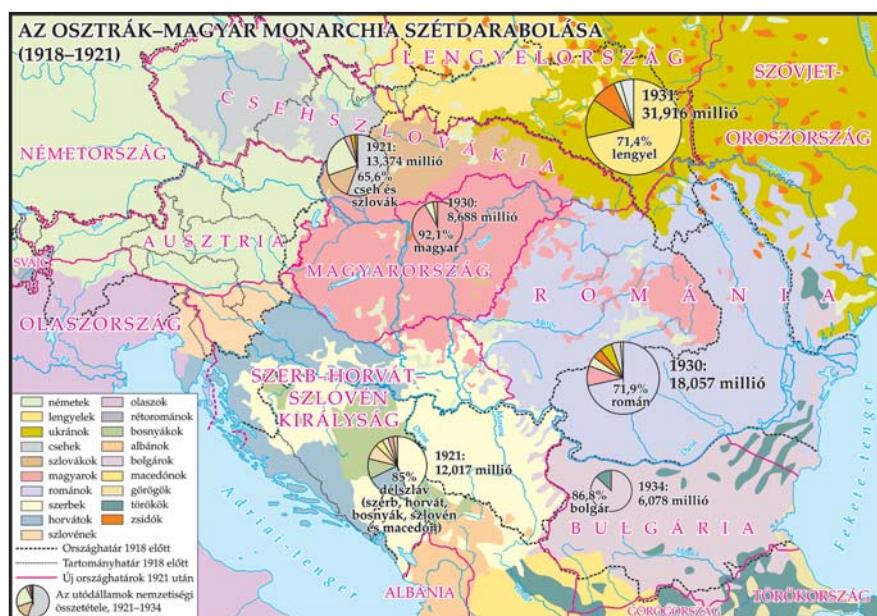 AZ OSZTRÁK–MAGYAR MONARCHIA SZÉTDARABOLÁSA
(1918–1921)
LENGYELORSZÁG
SZOVJET-
OROSZORSZÁG
1931:
31,916 millió
71,4%
lengyel
CSEHSZLOVÁKIA
NÉMETORSZÁG
1921:
13,374 millió
65,6%
cseh és
szlovák
1930:
8,688 millió
92,1%
magyar
AUSZTRIA
SVÁJC
MAGYARORSZÁG
OLASZORSZÁG
ROMÁNIA
1930:
18,057 millió
71,9%
román
SZERB–HORVÁT–
SZLOVÉN
KIRÁLYSÁG
1921:
12,017 millió
85%
délszláv
(szerb, horvát,
bosnyák, szlovén
és macedón)
1934:
6,078 millió
86,8%
bolgár
BULGÁRIA
Adriai-tenger
Fekete-tenger
ALBÁNIA
GÖRÖGORSZÁG
TÖRÖKORSZÁG
németek
lengyelek
ukránok
csehek
szlovákok
magyarok
románok
szerbek
horvátok
szlovének
olaszok
rétorománok
bosnyákok
albánok
bolgárok
macedónok
görögök
törökök
zsidók
Országhatár 1918 előtt
Tartományhatár 1918 előtt
Új országhatárok 1921 után
Az utódállamok nemzetiségi
összetétele, 1921–1934